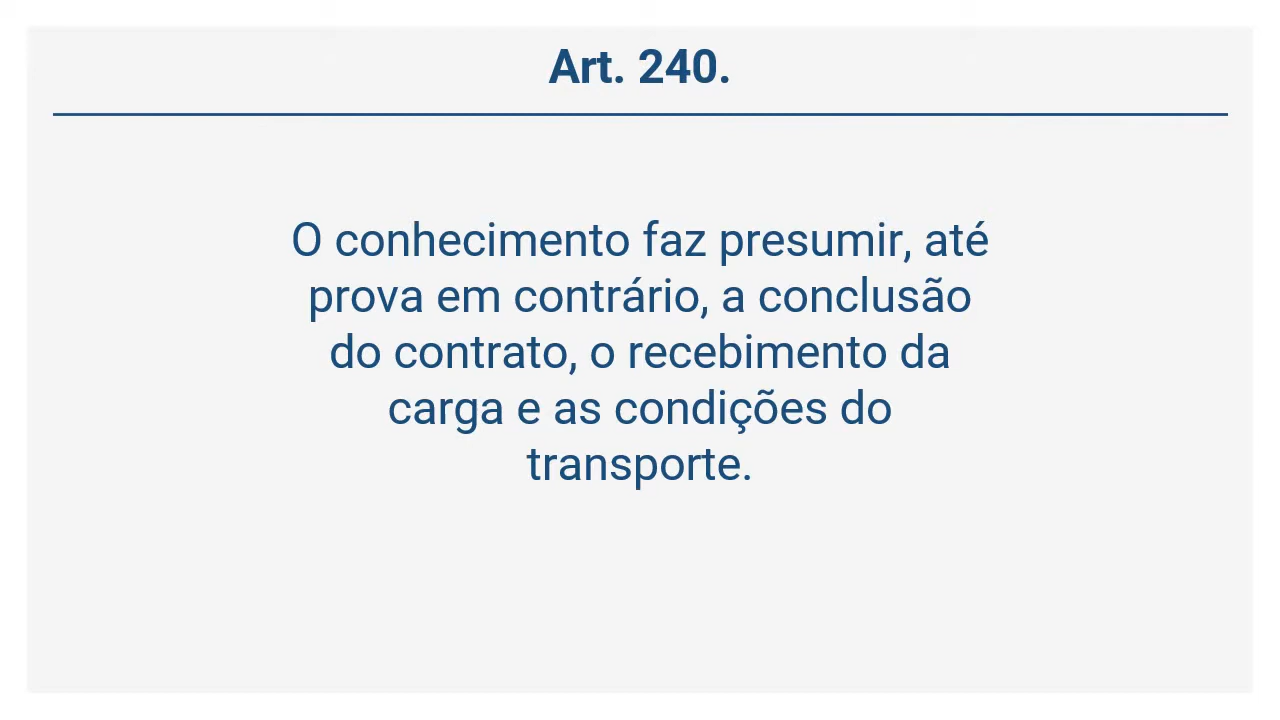 Art. 240.
O conhecimento faz presumir, até
prova em contrário, a conclusão
do contrato, o recebimento da
carga e as condições do
transporte.